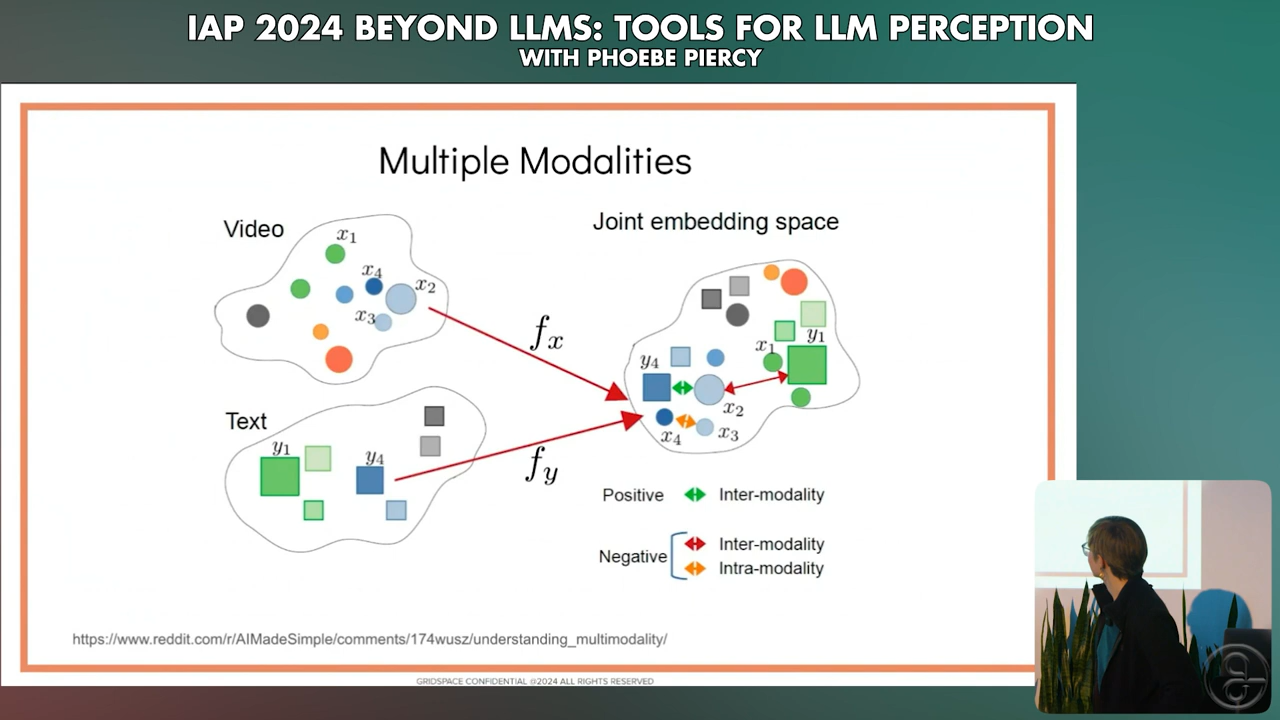 IAP 2024 BEYOND LLMS: TOOLS FOR LLM PERCEPTION
WITH PHOEBE PIERCY
Multiple Modalities
Video
x1
x4
x2
x3
fx
Text
y1
y4
fy
Joint embedding space
y1
x1
y4
x2
x4
x3
Positive Inter-modality
Negative
Inter-modality
Intra-modality
https://www.reddit.com/r/AIMadeSimple/comments/174wusz/understanding_multimodality/
GRIDSPACE CONFIDENTIAL @2024 ALL RIGHTS RESERVED